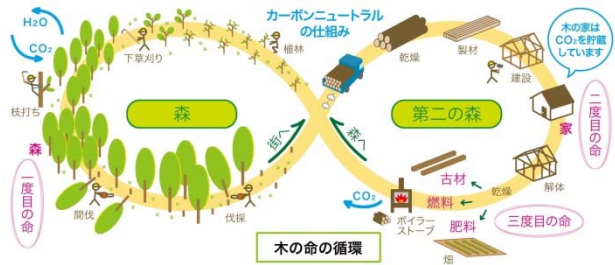 カーボンニュートラル
の仕組み
H₂O
CO₂
下草刈り
植林
枝打ち
森
森
一度目の命
間伐
伐採
街へ
森へ
乾燥
製材
建設
木の家は
CO₂を貯蔵
しています
第二の森
家
二度目の命
解体
乾燥
古材
燃料
肥料
三度目の命
CO₂
ボイラー
ストーブ
畑
木の命の循環